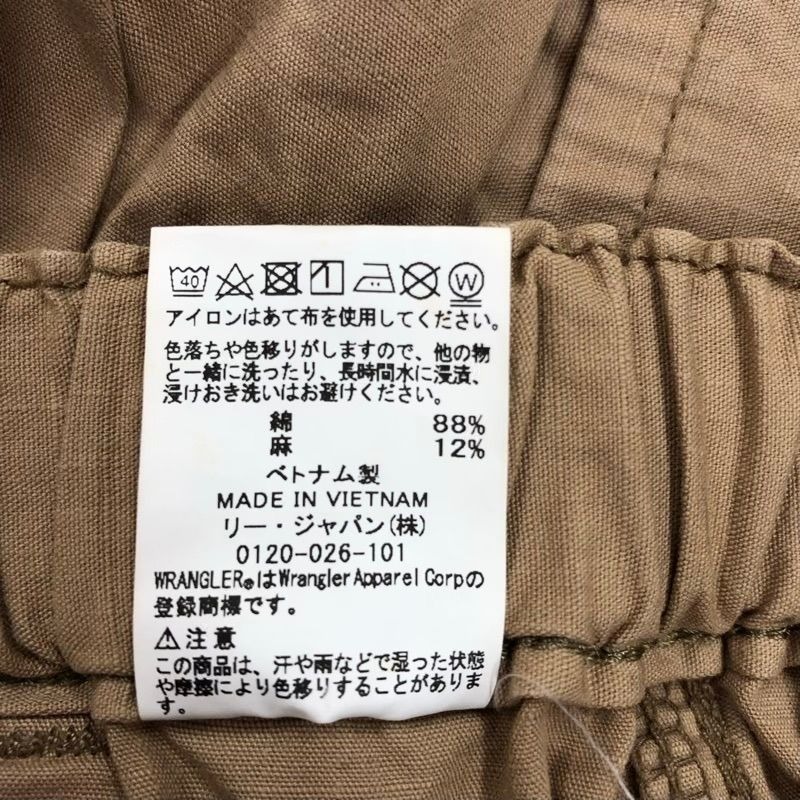 40 W
アイロンはあて布を使用してください。
色落ちや色移りがしますので、他の物
と一緒に洗ったり、長時間水に浸漬、
浸けおき洗いはお避けください。
綿 88%
麻 12%
ベトナム製
MADE IN VIETNAM
リー・ジャパン(株)
0120-026-101
WRANGLER®はWrangler Apparel Corpの
登録商標です。
⚠注意
この商品は、汗や雨などで湿った状態
や摩擦により色移りすることがありま
す。